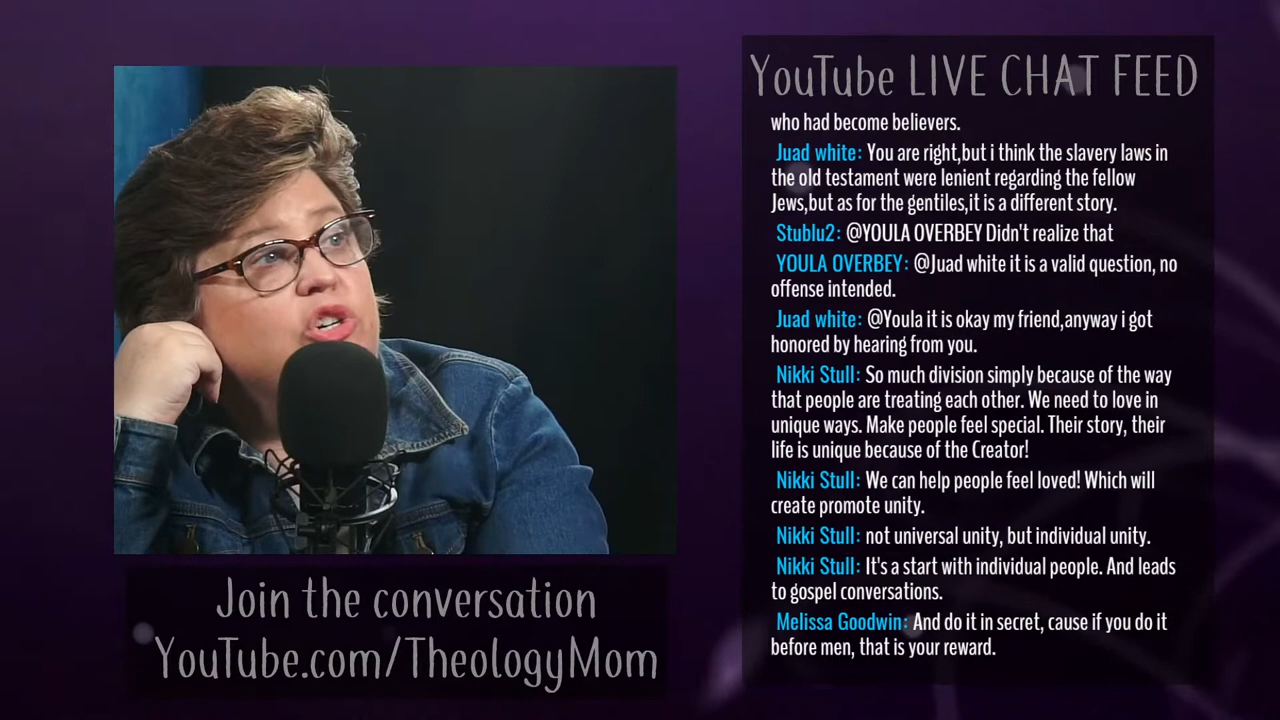 YouTube LIVE CHAT FEED
who had become believers.
Juad white: You are right,but i think the slavery laws in
the old testament were lenient regarding the fellow
Jews,but as for the gentiles,it is a different story.
Stublu2: @YOULA OVERBEY Didn't realize that
YOULA OVERBEY: @Juad white it is a valid question, no
offense intended.
Juad white: @Youla it is okay my friend,anyway i got
honored by hearing from you.
Nikki Stull: So much division simply because of the way
that people are treating each other. We need to love in
unique ways. Make people feel special. Their story, their
life is unique because of the Creator!
Nikki Stull: We can help people feel loved! Which will
create promote unity.
Nikki Stull: not universal unity, but individual unity.
Nikki Stull: It's a start with individual people. And leads
to gospel conversations.
Melissa Goodwin: And do it in secret, cause if you do it
before men, that is your reward.
Join the conversation
YouTube.com/TheologyMom